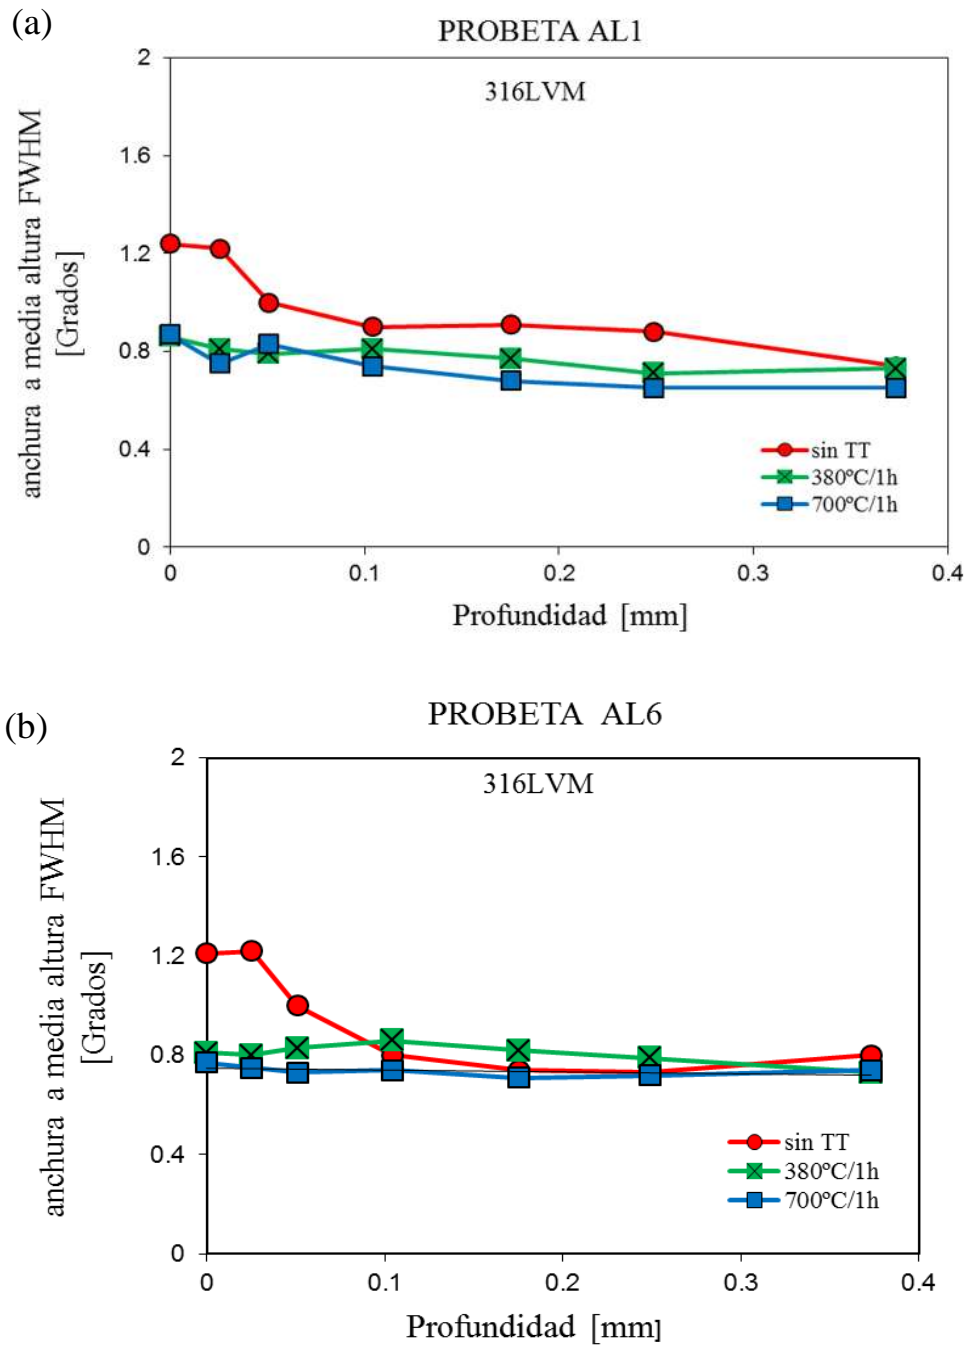 (a)
PROBETA AL1
316LVM
anchura a media altura FWHM
[Grados]
2
1.6
1.2
0.8
0.4
0
0 0.1 0.2 0.3 0.4
sin TT
380ºC/1h
700ºC/1h
Profundidad [mm]
(b)
PROBETA AL6
316LVM
anchura a media altura FWHM
[Grados]
2
1.6
1.2
0.8
0.4
0
0 0.1 0.2 0.3 0.4
sin TT
380ºC/1h
700ºC/1h
Profundidad [mm]